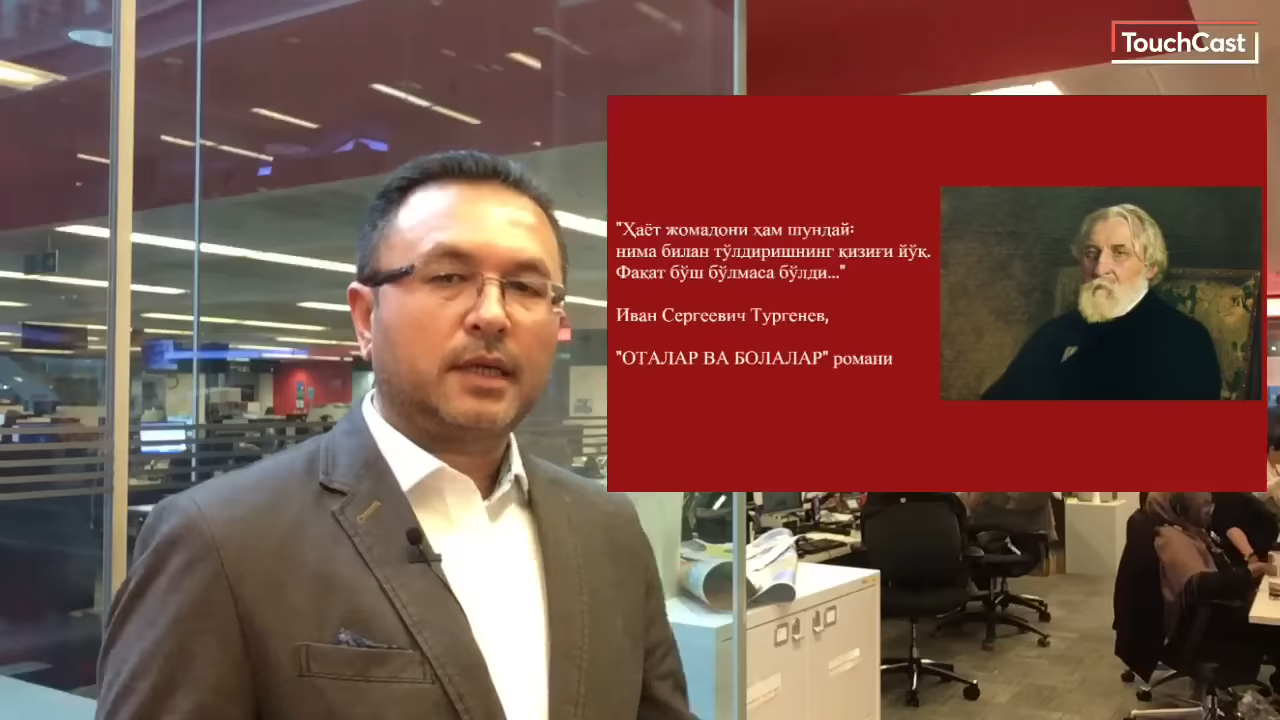 TouchCast
"Ҳаёт жомадони ҳам шундай:
нима билан тўлдиришнинг қизиғи йўқ.
Фақат бўш бўлмаса бўлди..."
Иван Сергеевич Тургенев,
"ОТАЛАР ВА БОЛАЛАР" романи